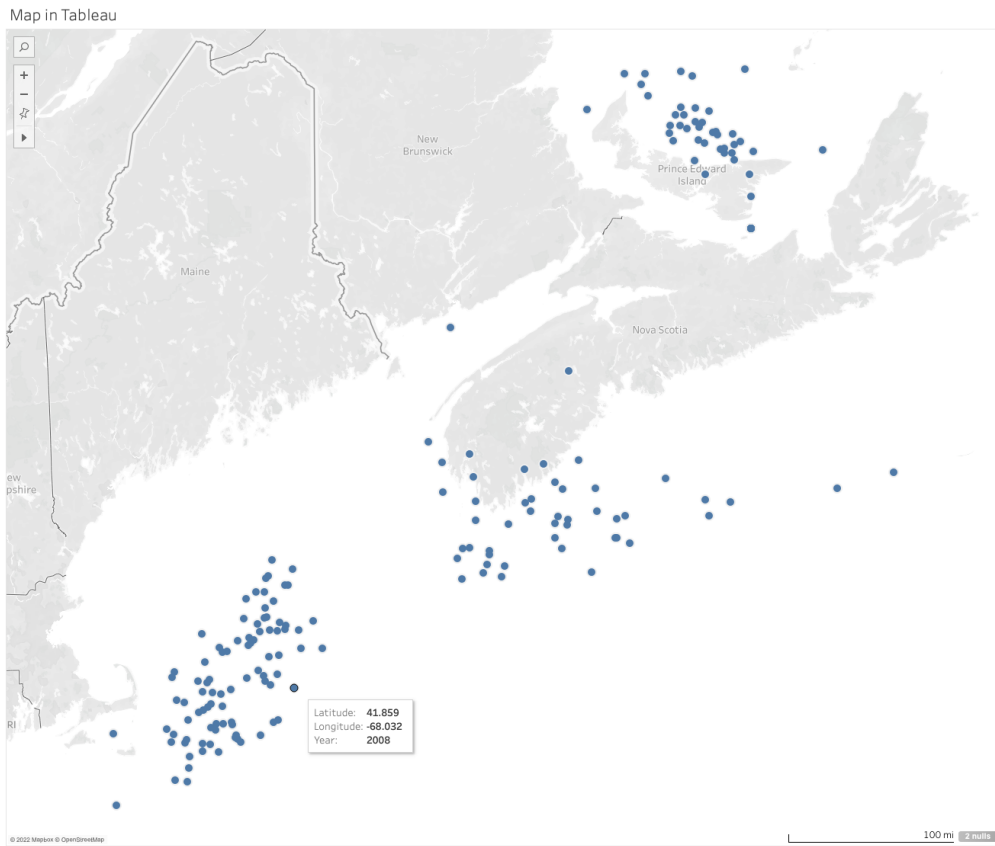 Map in Tableau
New
Brunswick
Prince Edward
Island
Maine
Nova Scotia
ew
pshire
RI
Latitude: 41.859
Longitude: -68.032
Year: 2008
© 2022 Mapbox © OpenStreetMap
100 mi
2 nulls